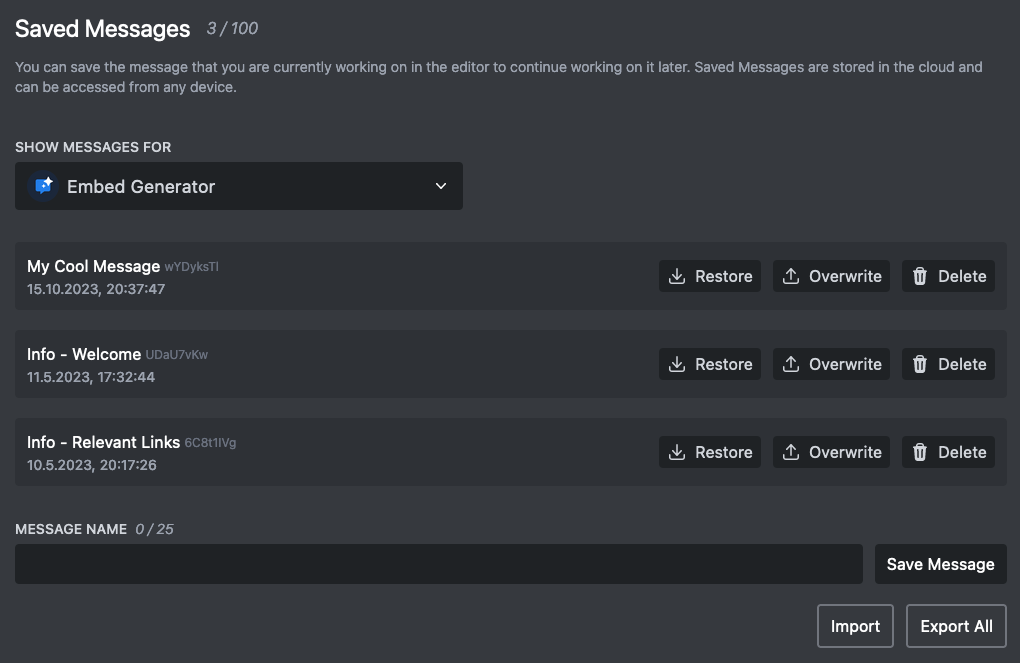 Saved Messages 3 / 100
You can save the message that you are currently working on in the editor to continue working on it later. Saved Messages are stored in the cloud and
can be accessed from any device.
SHOW MESSAGES FOR
Embed Generator
My Cool Message wYDyksTl
15.10.2023, 20:37:47
Restore Overwrite Delete
Info - Welcome UDaU7vKw
11.5.2023, 17:32:44
Restore Overwrite Delete
Info - Relevant Links 6C8t1lVg
10.5.2023, 20:17:26
Restore Overwrite Delete
MESSAGE NAME 0 / 25
Save Message
Import Export All